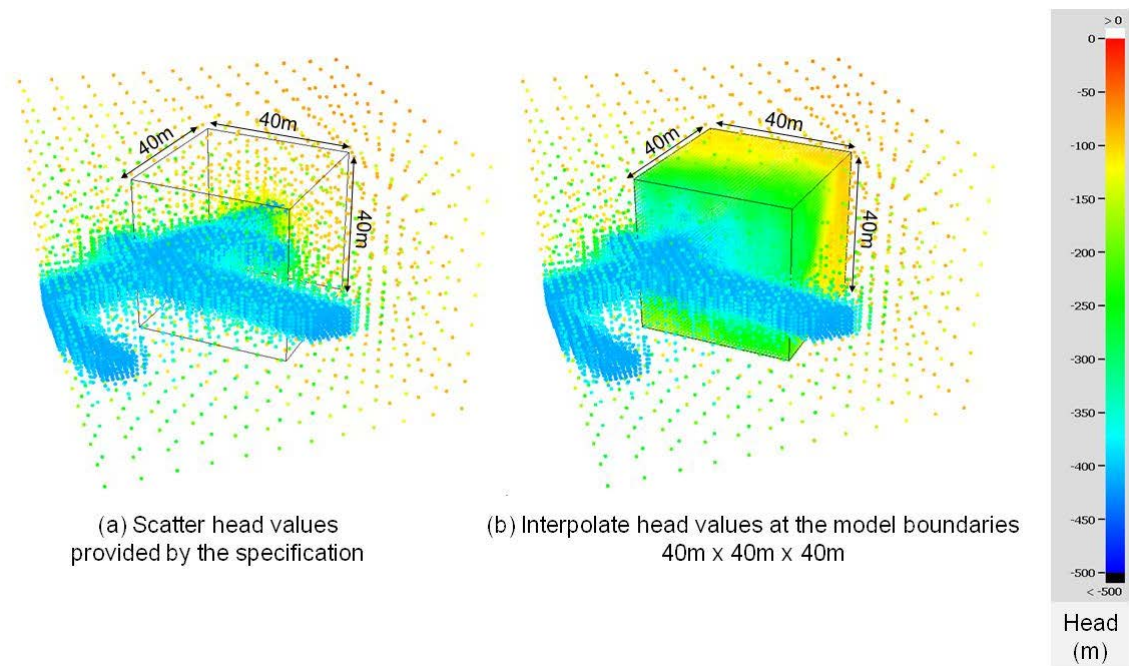 40m
40m
40m
40m
40m
40m
(a) Scatter head values
provided by the specification
(b) Interpolate head values at the model boundaries
40m x 40m x 40m
> 0
0
-50
-100
-150
-200
-250
-300
-350
-400
-450
-500
< -500
Head
(m)